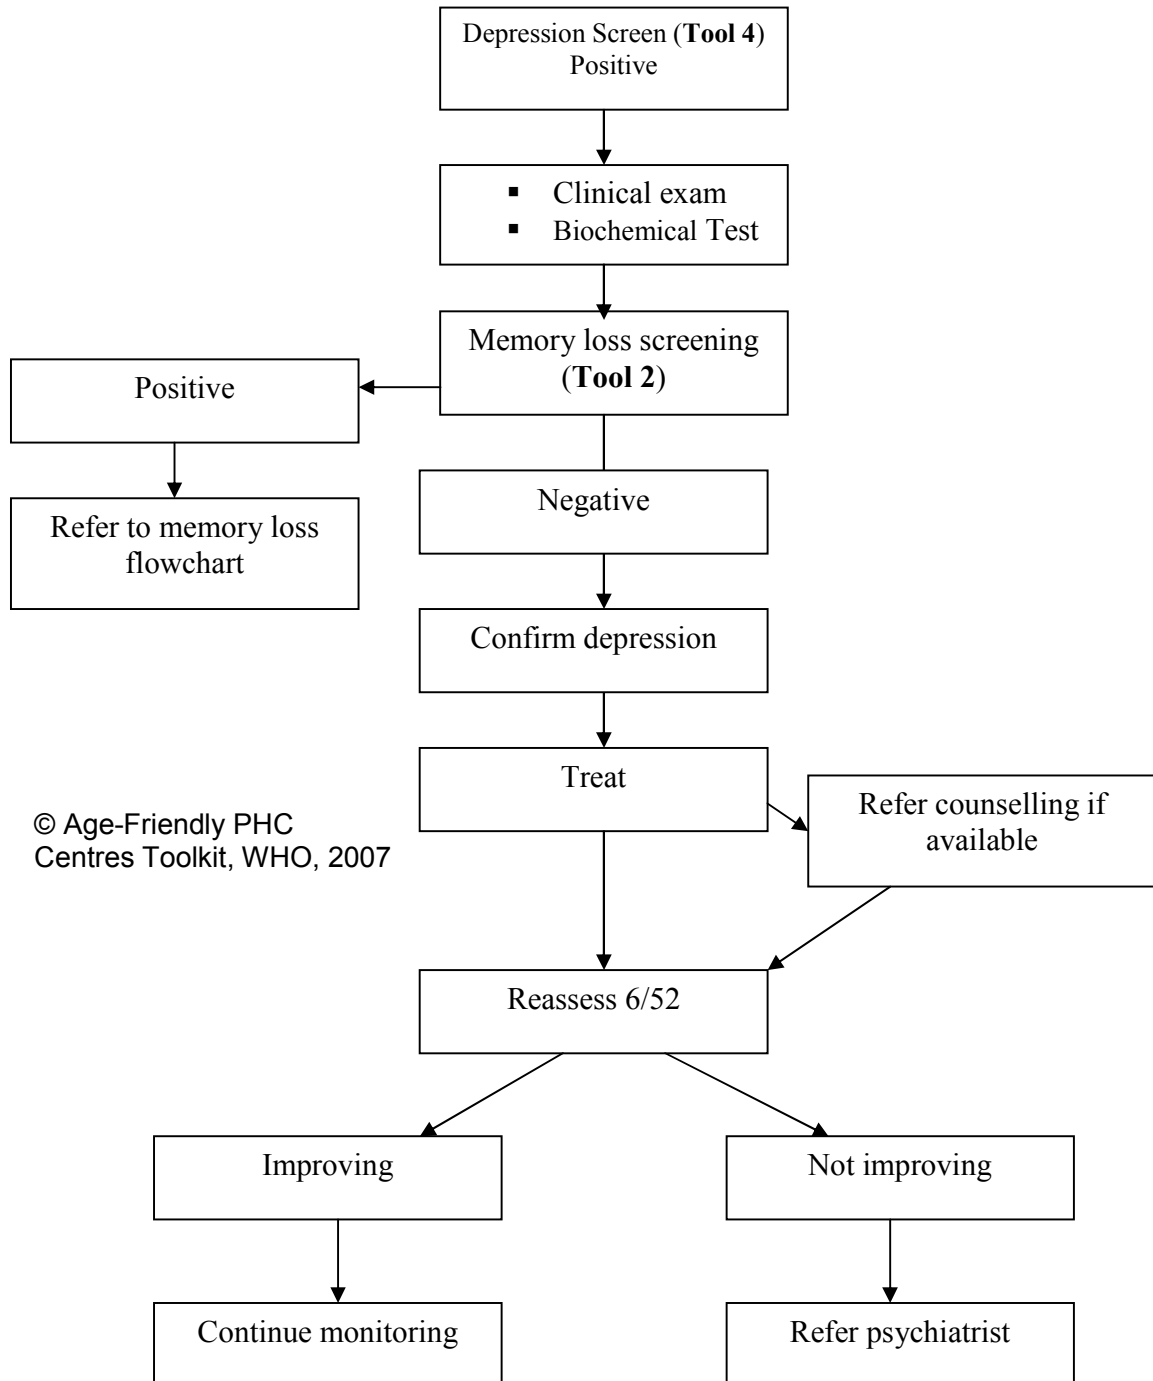 Depression Screen (Tool 4)
Positive
▪ Clinical exam
▪ Biochemical Test
Memory loss screening
(Tool 2)
Positive
Negative
Refer to memory loss
flowchart
Confirm depression
Treat
Refer counselling if
available
© Age-Friendly PHC
Centres Toolkit, WHO, 2007
Reassess 6/52
Improving
Not improving
Continue monitoring
Refer psychiatrist